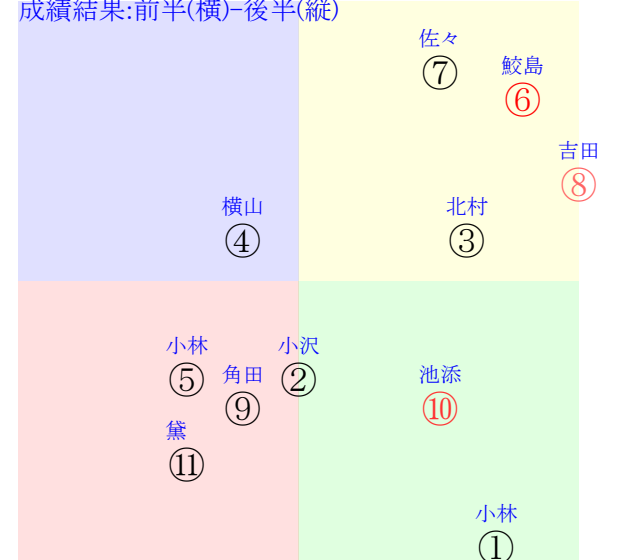 成績結果:前半(横)-後半(縦)
佐々
⑦
鮫島
⑥
吉田
⑧
横山
④
北村
③
小林
⑤
小沢
②
角田
⑨
池添
⑩
黛
⑪
小林
①